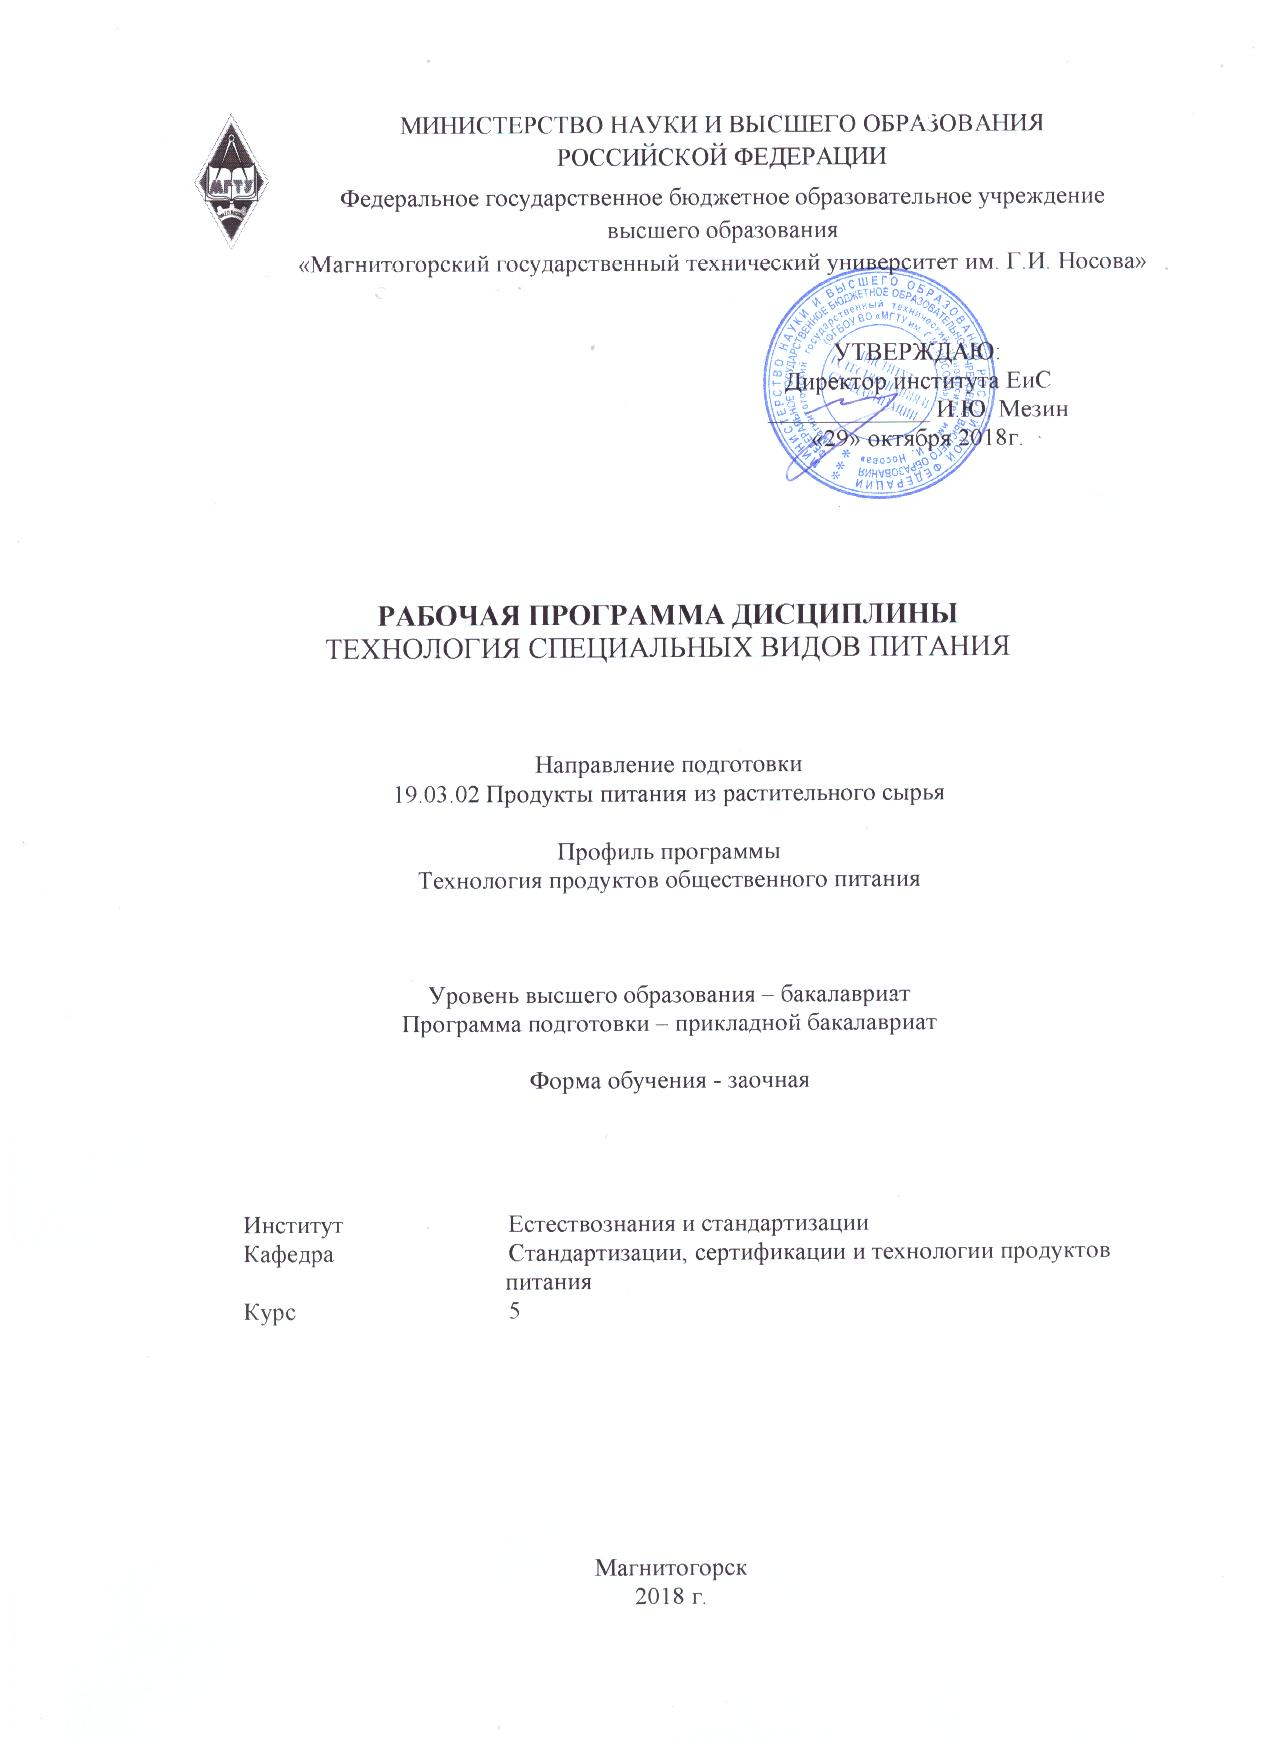 МИНИСТЕРСТВО НАУКИ И ВЫСШЕГО ОБРАЗОВАНИЯ
РОССИЙСКОЙ ФЕДЕРАЦИИ
МГТУ
Федеральное государственное бюджетное образовательное учреждение
высшего образования
«Магнитогорский государственный технический университет им. Г.И. Носова»
УТВЕРЖДАЮ:
Директор института ЕиС
И.Ю. Мезин
«29» октября 2018г.
РАБОЧАЯ ПРОГРАММА ДИСЦИПЛИНЫ
ТЕХНОЛОГИЯ СПЕЦИАЛЬНЫХ ВИДОВ ПИТАНИЯ
Направление подготовки
19.03.02 Продукты питания из растительного сырья
Профиль программы
Технология продуктов общественного питания
Уровень высшего образования – бакалавриат
Программа подготовки – прикладной бакалавриат
Форма обучения - заочная
Институт Естествознания и стандартизации
Кафедра Стандартизации, сертификации и технологии продуктов
питания
Курс 5
Магнитогорск
2018 г.